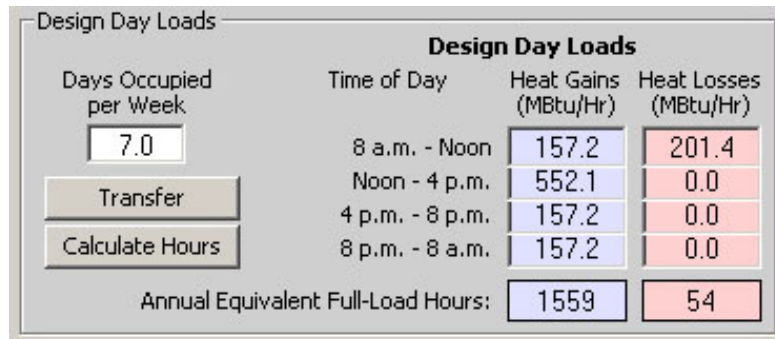 Design Day Loads
Design Day Loads
Days Occupied per Week
Time of Day
Heat Gains (MBtu/Hr)
Heat Losses (MBtu/Hr)
7.0
8 a.m. - Noon 157.2 201.4
Transfer
Noon - 4 p.m. 552.1 0.0
4 p.m. - 8 p.m. 157.2 0.0
Calculate Hours
8 p.m. - 8 a.m. 157.2 0.0
Annual Equivalent Full-Load Hours: 1559 54